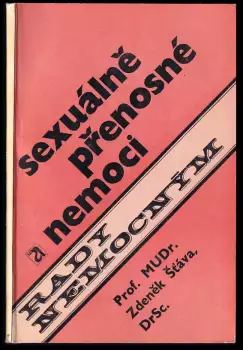 sexuálně
přenosné
nemoci
RADY
NEMOCNÝM
Prof. MUDr.
Zdeněk Šťáva,
DrSc.